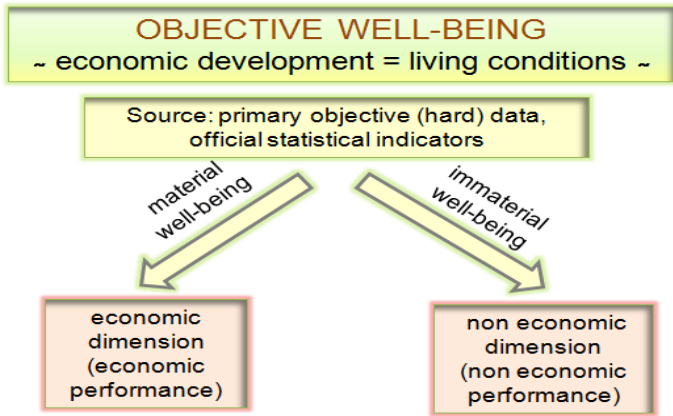 OBJECTIVE WELL-BEING
~ economic development = living conditions ~
Source: primary objective (hard) data,
official statistical indicators
material
well-being
immaterial
well-being
economic
dimension
(economic
performance)
non economic
dimension
(non economic
performance)